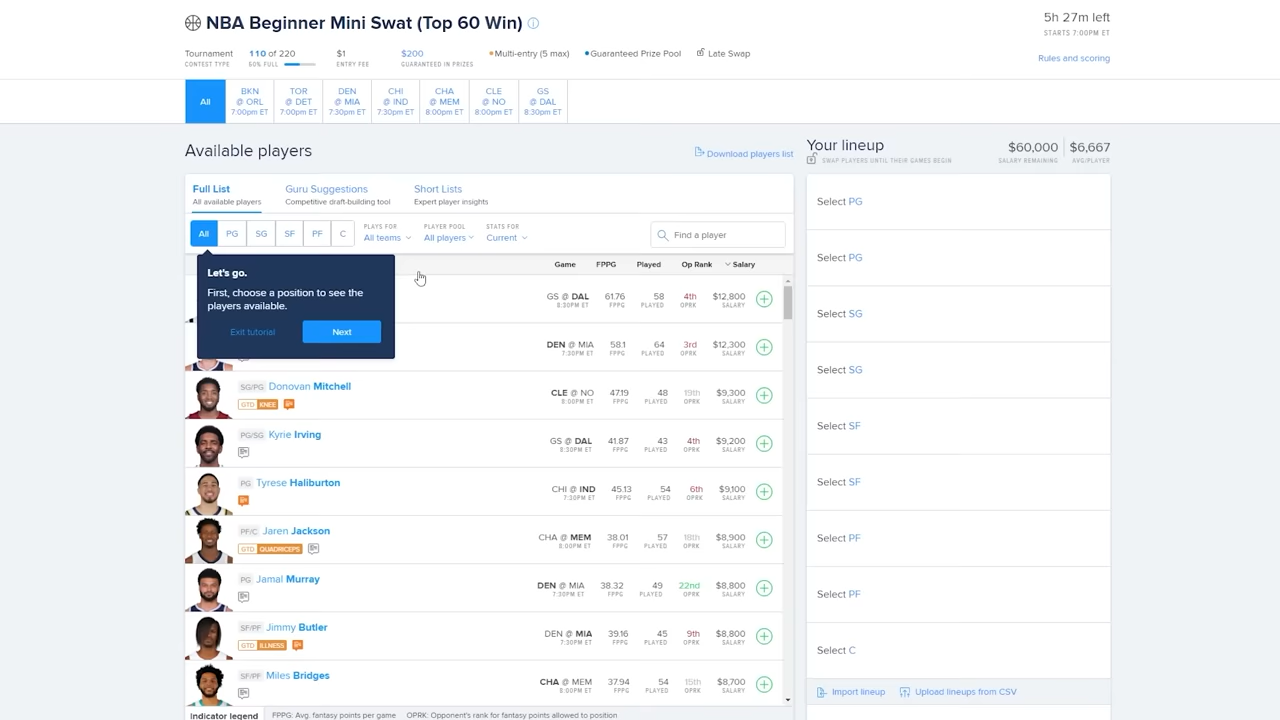 NBA Beginner Mini Swat (Top 60 Win)
5h 27m left
STARTS 7:00PM ET
Tournament
CONTEST TYPE
110 of 220
50% FULL
$1
ENTRY FEE
$200
GUARANTEED IN PRIZES
Multi-entry (5 max)
Guaranteed Prize Pool
Late Swap
Rules and scoring
All
BKN @ ORL 7:00pm ET
TOR @ DET 7:00pm ET
DEN @ MIA 7:30pm ET
CHI @ IND 7:30pm ET
CHA @ MEM 8:00pm ET
CLE @ NO 8:00pm ET
GS @ DAL 8:30pm ET
Available players
Download players list
Full List
All available players
Guru Suggestions
Competitive draft-building tool
Short Lists
Expert player insights
All PG SG SF PF C
PLAYS FOR
All teams
PLAYER POOL
All players
STATS FOR
Current
Find a player
Game FPPG Played Op Rank Salary
Let's go.
First, choose a position to see the
players available.
Exit tutorial
Next
GS @ DAL 61.76 58 4th $12,800
8:30PM ET FPPG PLAYED OPRK SALARY
DEN @ MIA 58.1 64 3rd $12,300
7:30PM ET FPPG PLAYED OPRK SALARY
SG/PG Donovan Mitchell CLE @ NO 47.19 48 19th $9,300
GTD KNEE 8:00PM ET FPPG PLAYED OPRK SALARY
PG/SG Kyrie Irving GS @ DAL 41.87 43 4th $9,200
8:30PM ET FPPG PLAYED OPRK SALARY
PG Tyrese Haliburton CHI @ IND 45.13 54 6th $9,100
7:30PM ET FPPG PLAYED OPRK SALARY
PF/C Jaren Jackson CHA @ MEM 38.01 57 18th $8,900
GTD QUADRICEPS 8:00PM ET FPPG PLAYED OPRK SALARY
PG Jamal Murray DEN @ MIA 38.32 49 22nd $8,800
7:30PM ET FPPG PLAYED OPRK SALARY
SF/PF Jimmy Butler DEN @ MIA 39.16 45 9th $8,800
GTD ILLNESS 7:30PM ET FPPG PLAYED OPRK SALARY
SF/PF Miles Bridges CHA @ MEM 37.94 54 15th $8,700
8:00PM ET FPPG PLAYED OPRK SALARY
Indicator legend
FPPG: Avg. fantasy points per game
OPRK: Opponent's rank for fantasy points allowed to position
Your lineup
SWAP PLAYERS UNTIL THEIR GAMES BEGIN
$60,000
SALARY REMAINING
$6,667
AVG/PLAYER
Select PG
Select PG
Select SG
Select SG
Select SF
Select SF
Select PF
Select PF
Select C
Import lineup
Upload lineups from CSV